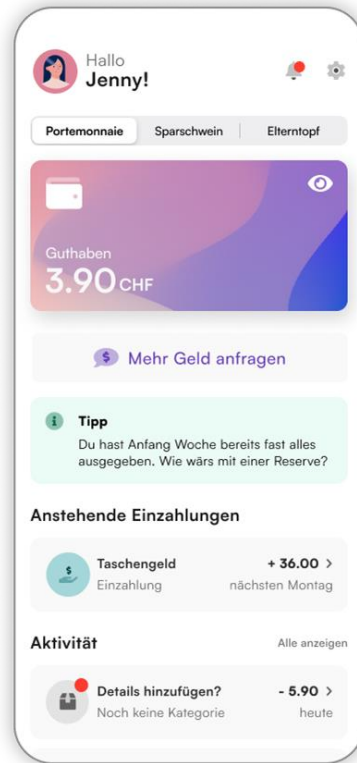 Hallo
Jenny!
Portemonnaie Sparschwein Elterntopf
Guthaben
3.90 CHF
$ Mehr Geld anfragen
i Tipp
Du hast Anfang Woche bereits fast alles
ausgegeben. Wie wärs mit einer Reserve?
Anstehende Einzahlungen
$ Taschengeld + 36.00 >
Einzahlung nächsten Montag
Aktivität Alle anzeigen
Details hinzufügen? - 5.90 >
Noch keine Kategorie heute